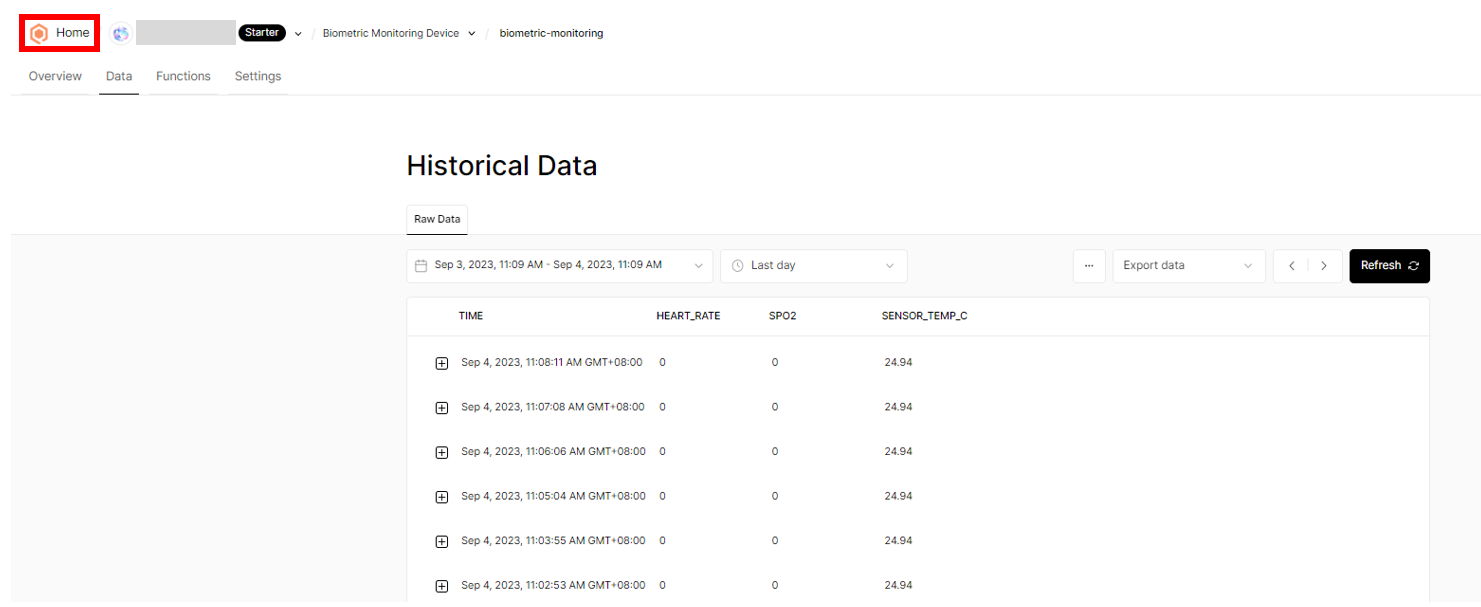 Home Starter / Biometric Monitoring Device / biometric-monitoring
Overview Data Functions Settings
Historical Data
Raw Data
Sep 3, 2023, 11:09 AM - Sep 4, 2023, 11:09 AM Last day ... Export data Refresh
TIME HEART_RATE SPO2 SENSOR_TEMP_C
Sep 4, 2023, 11:08:11 AM GMT+08:00 0 0 24.94
Sep 4, 2023, 11:07:08 AM GMT+08:00 0 0 24.94
Sep 4, 2023, 11:06:06 AM GMT+08:00 0 0 24.94
Sep 4, 2023, 11:05:04 AM GMT+08:00 0 0 24.94
Sep 4, 2023, 11:03:55 AM GMT+08:00 0 0 24.94
Sep 4, 2023, 11:02:53 AM GMT+08:00 0 0 24.94